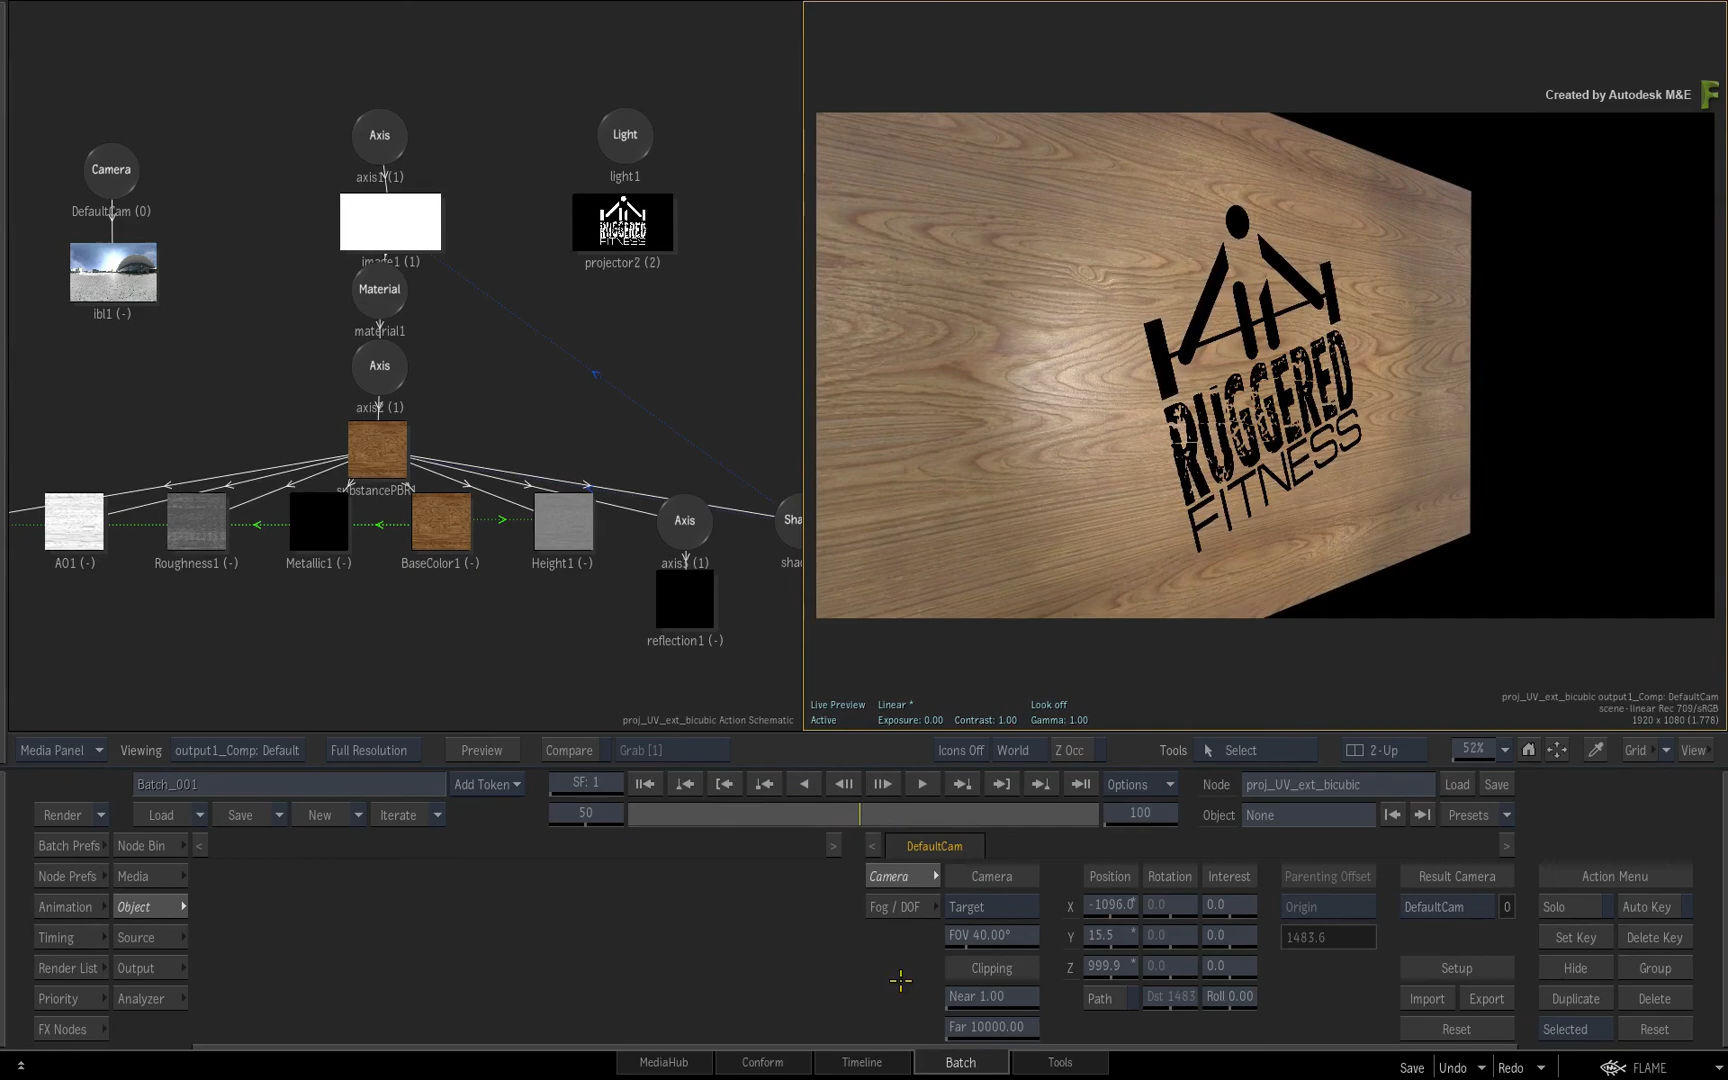 Created by Autodesk M&E
Camera
DefaultCam (0)
ibl1 (-)
Axis
axis1 (1)
image1 (1)
Material
material1
Axis
axis2 (1)
substancePBR1
Light
light1
projector2 (2)
AO1 (-)
Roughness1 (-)
Metallic1 (-)
BaseColor1 (-)
Height1 (-)
Axis
axis3 (1)
reflection1 (-)
Sha
shad
RUGGERED
FITNESS
RUGGERED
FITNESS
proj_UV_ext_bicubic Action Schematic
Live Preview Linear * Look off
Active Exposure: 0.00 Contrast: 1.00 Gamma: 1.00
proj_UV_ext_bicubic output1_Comp: DefaultCam
scene-linear Rec 709/sRGB
1920 x 1080 (1.778)
Media Panel Viewing output1_Comp: Default Full Resolution Preview Compare Grab [1] Icons Off World Z Occ Tools Select 2-Up 52% Grid View
Batch_001 Add Token SF: 1 Options Node proj_UV_ext_bicubic Load Save
Render Load Save New Iterate 50 100 Object None Presets
Batch Prefs Node Bin < > < DefaultCam >
Node Prefs Media Camera Camera Position Rotation Interest Parenting Offset Result Camera Action Menu
Animation Object Fog / DOF Target X -1096.0 0.0 0.0 Origin DefaultCam 0 Solo Auto Key
Timing Source FOV 40.00° Y 15.5 0.0 0.0 1483.6 Set Key Delete Key
Render List Output Clipping Z 999.9 0.0 0.0 Setup Hide Group
Priority Analyzer Near 1.00 Path Dst 1483 Roll 0.00 Import Export Duplicate Delete
FX Nodes Far 10000.00 Reset Selected Reset
MediaHub Conform Timeline Batch Tools Save Undo Redo FLAME